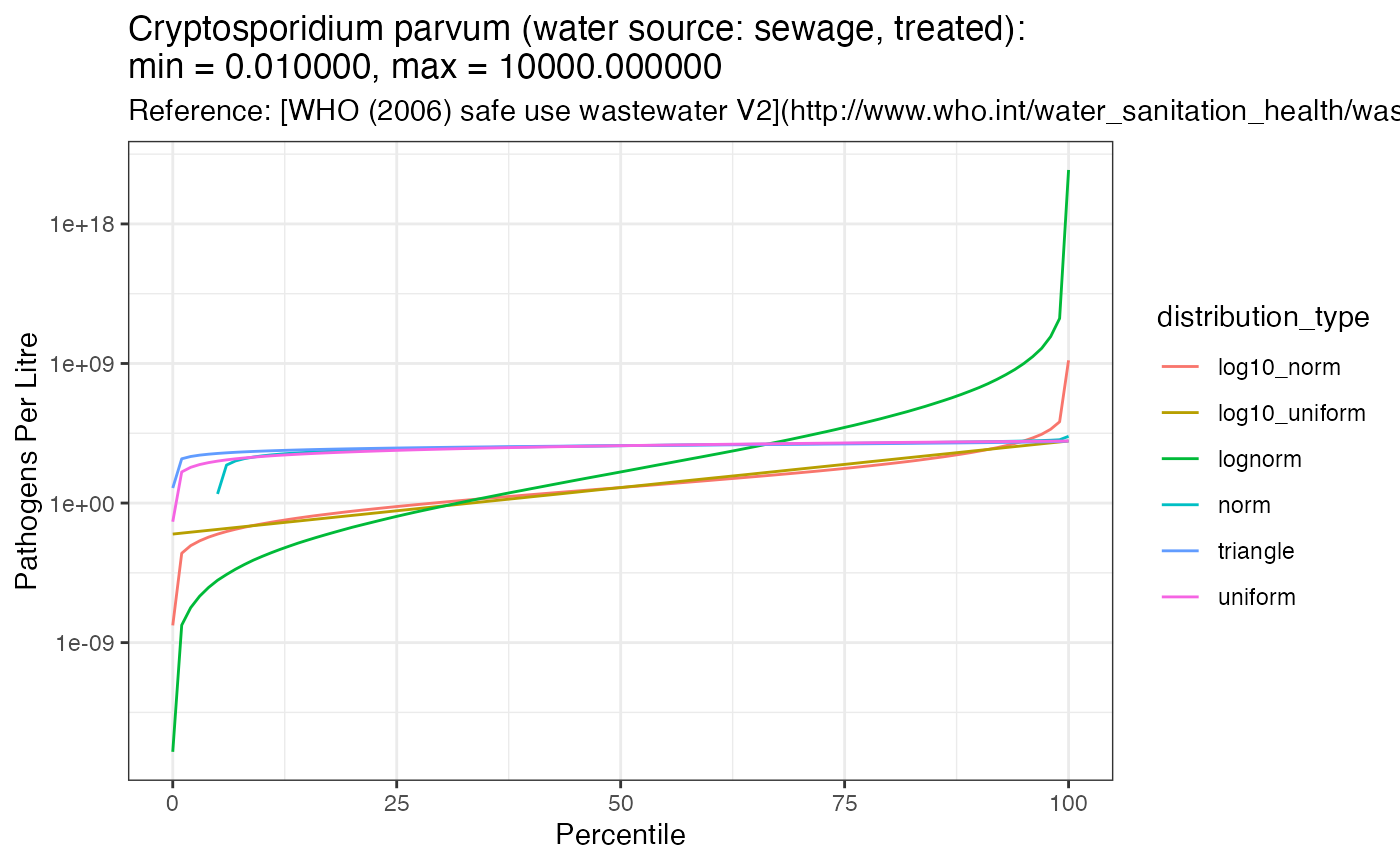 Cryptosporidium parvum (water source: sewage, treated):
min = 0.010000, max = 10000.000000
Reference: [WHO (2006) safe use wastewater V2](http://www.who.int/water_sanitation_health/was
1e+18
1e+09
1e+00
1e-09
Pathogens Per Litre
0 25 50 75 100
Percentile
distribution_type
log10_norm
log10_uniform
lognorm
norm
triangle
uniform